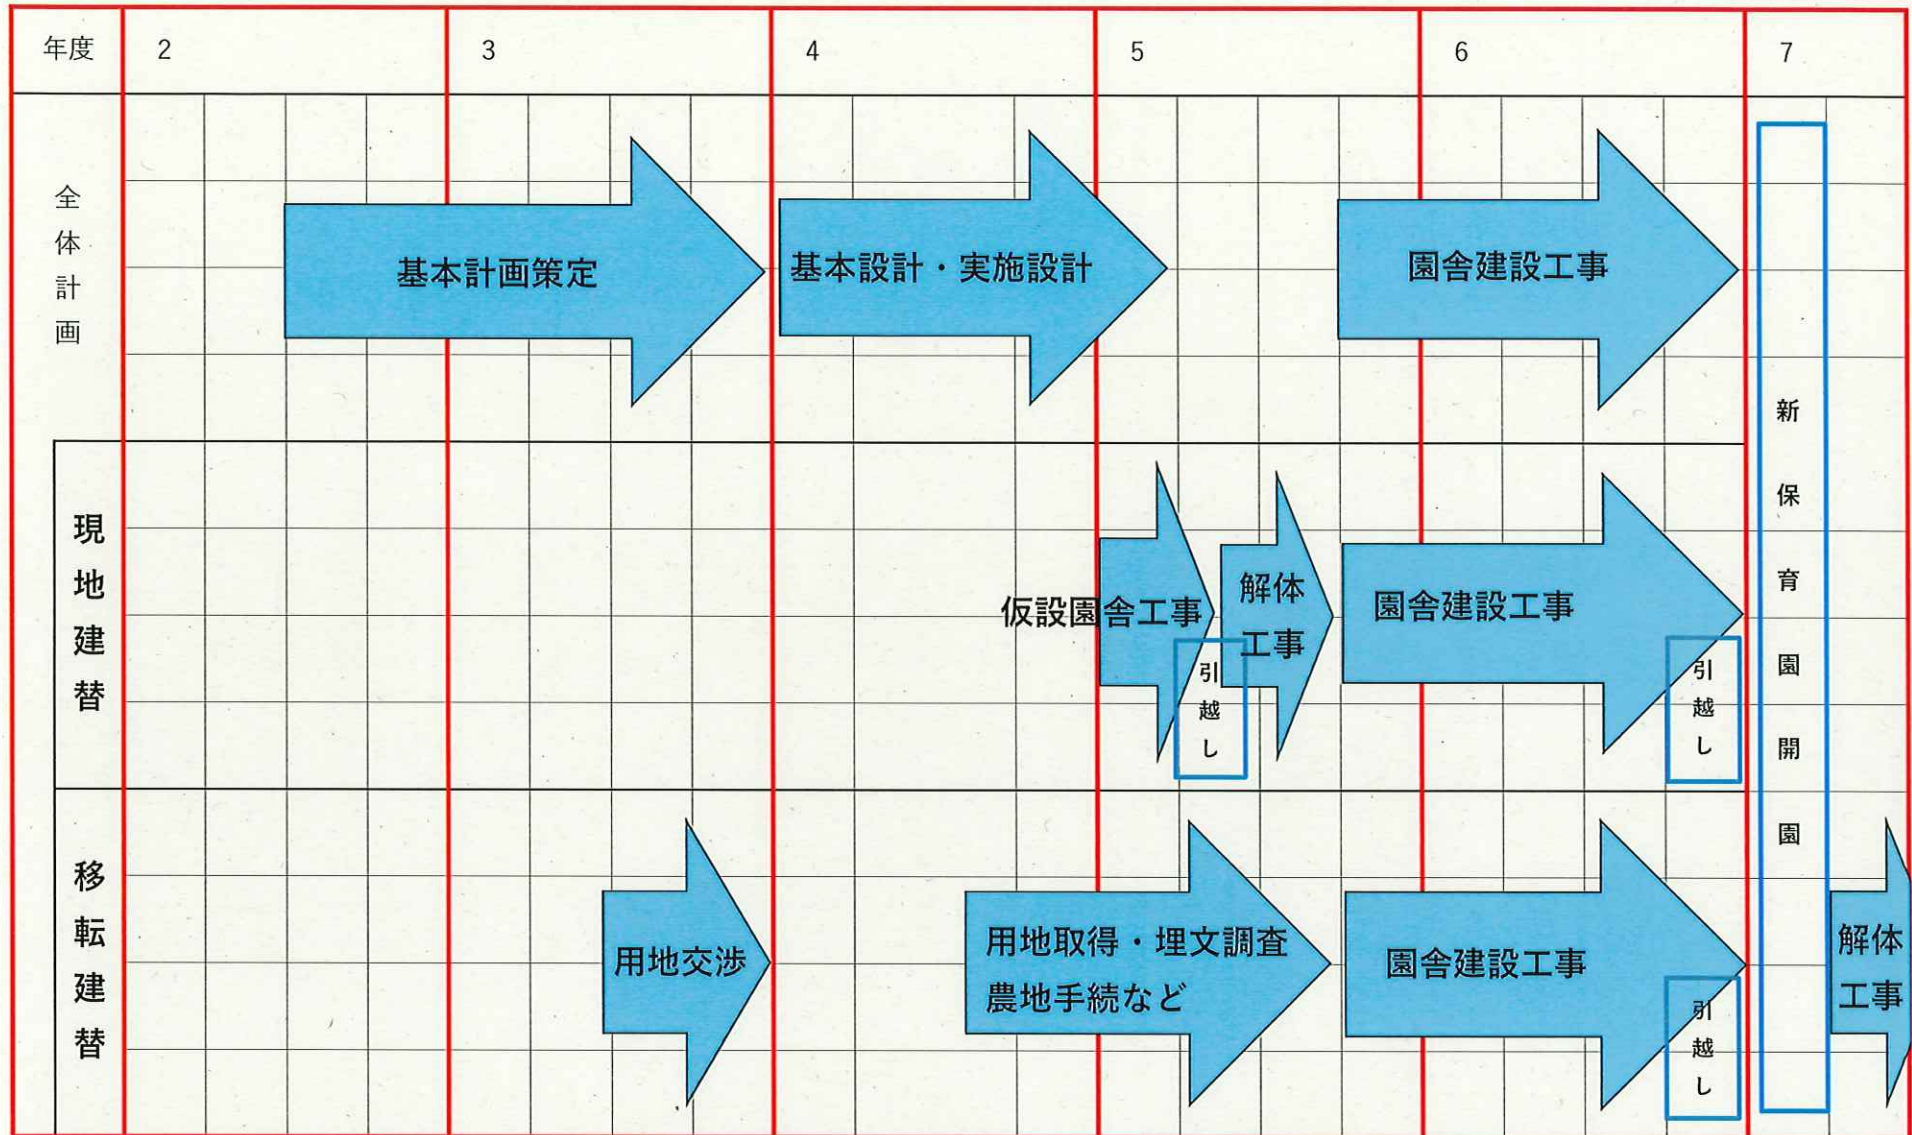 年度 2 3 4 5 6 7
全体計画
基本計画策定
基本設計・実施設計
園舎建設工事
新保育園開園
現地建替
仮設園舎工事
引越し
解体
工事
園舎建設工事
引越し
移転建替
用地交渉
用地取得・埋文調査
農地手続など
園舎建設工事
引越し
解体
工事